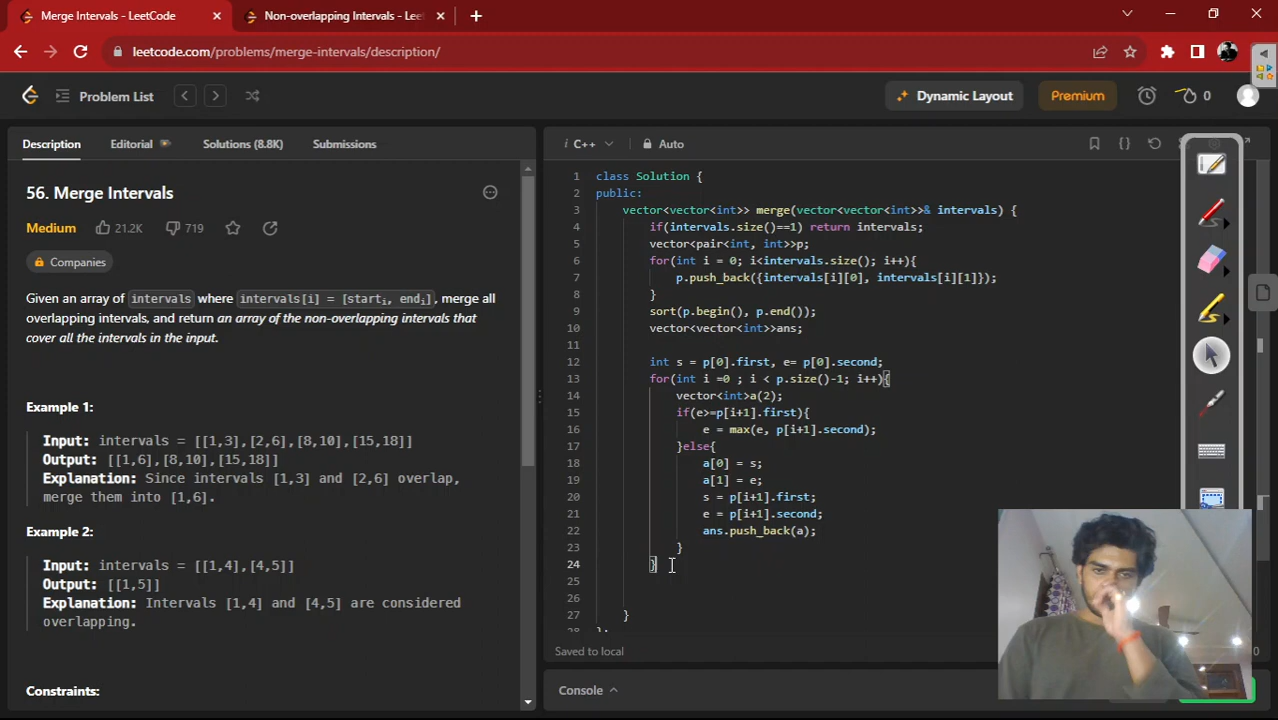 Merge Intervals - LeetCode
Non-overlapping Intervals - Lee
leetcode.com/problems/merge-intervals/description/
Problem List
Dynamic Layout
Premium
0
Description
Editorial
Solutions (8.8K)
Submissions
C++
Auto
56. Merge Intervals
Medium
21.2K
719
Companies
Given an array of intervals where intervals[i] = [starti, endi], merge all
overlapping intervals, and return an array of the non-overlapping intervals that
cover all the intervals in the input.
Example 1:
Input: intervals = [[1,3],[2,6],[8,10],[15,18]]
Output: [[1,6],[8,10],[15,18]]
Explanation: Since intervals [1,3] and [2,6] overlap,
merge them into [1,6].
Example 2:
Input: intervals = [[1,4],[4,5]]
Output: [[1,5]]
Explanation: Intervals [1,4] and [4,5] are considered
overlapping.
Constraints:
1 class Solution {
2 public:
3 vector<vector<int>> merge(vector<vector<int>>& intervals) {
4 if(intervals.size()==1) return intervals;
5 vector<pair<int, int>>p;
6 for(int i = 0; i<intervals.size(); i++){
7 p.push_back({intervals[i][0], intervals[i][1]});
8 }
9 sort(p.begin(), p.end());
10 vector<vector<int>>ans;
11
12 int s = p[0].first, e= p[0].second;
13 for(int i =0 ; i < p.size()-1; i++){
14 vector<int>a(2);
15 if(e>=p[i+1].first){
16 e = max(e, p[i+1].second);
17 }else{
18 a[0] = s;
19 a[1] = e;
20 s = p[i+1].first;
21 e = p[i+1].second;
22 ans.push_back(a);
23 }
24 }
25
26
27 }
28 };
Saved to local
Console